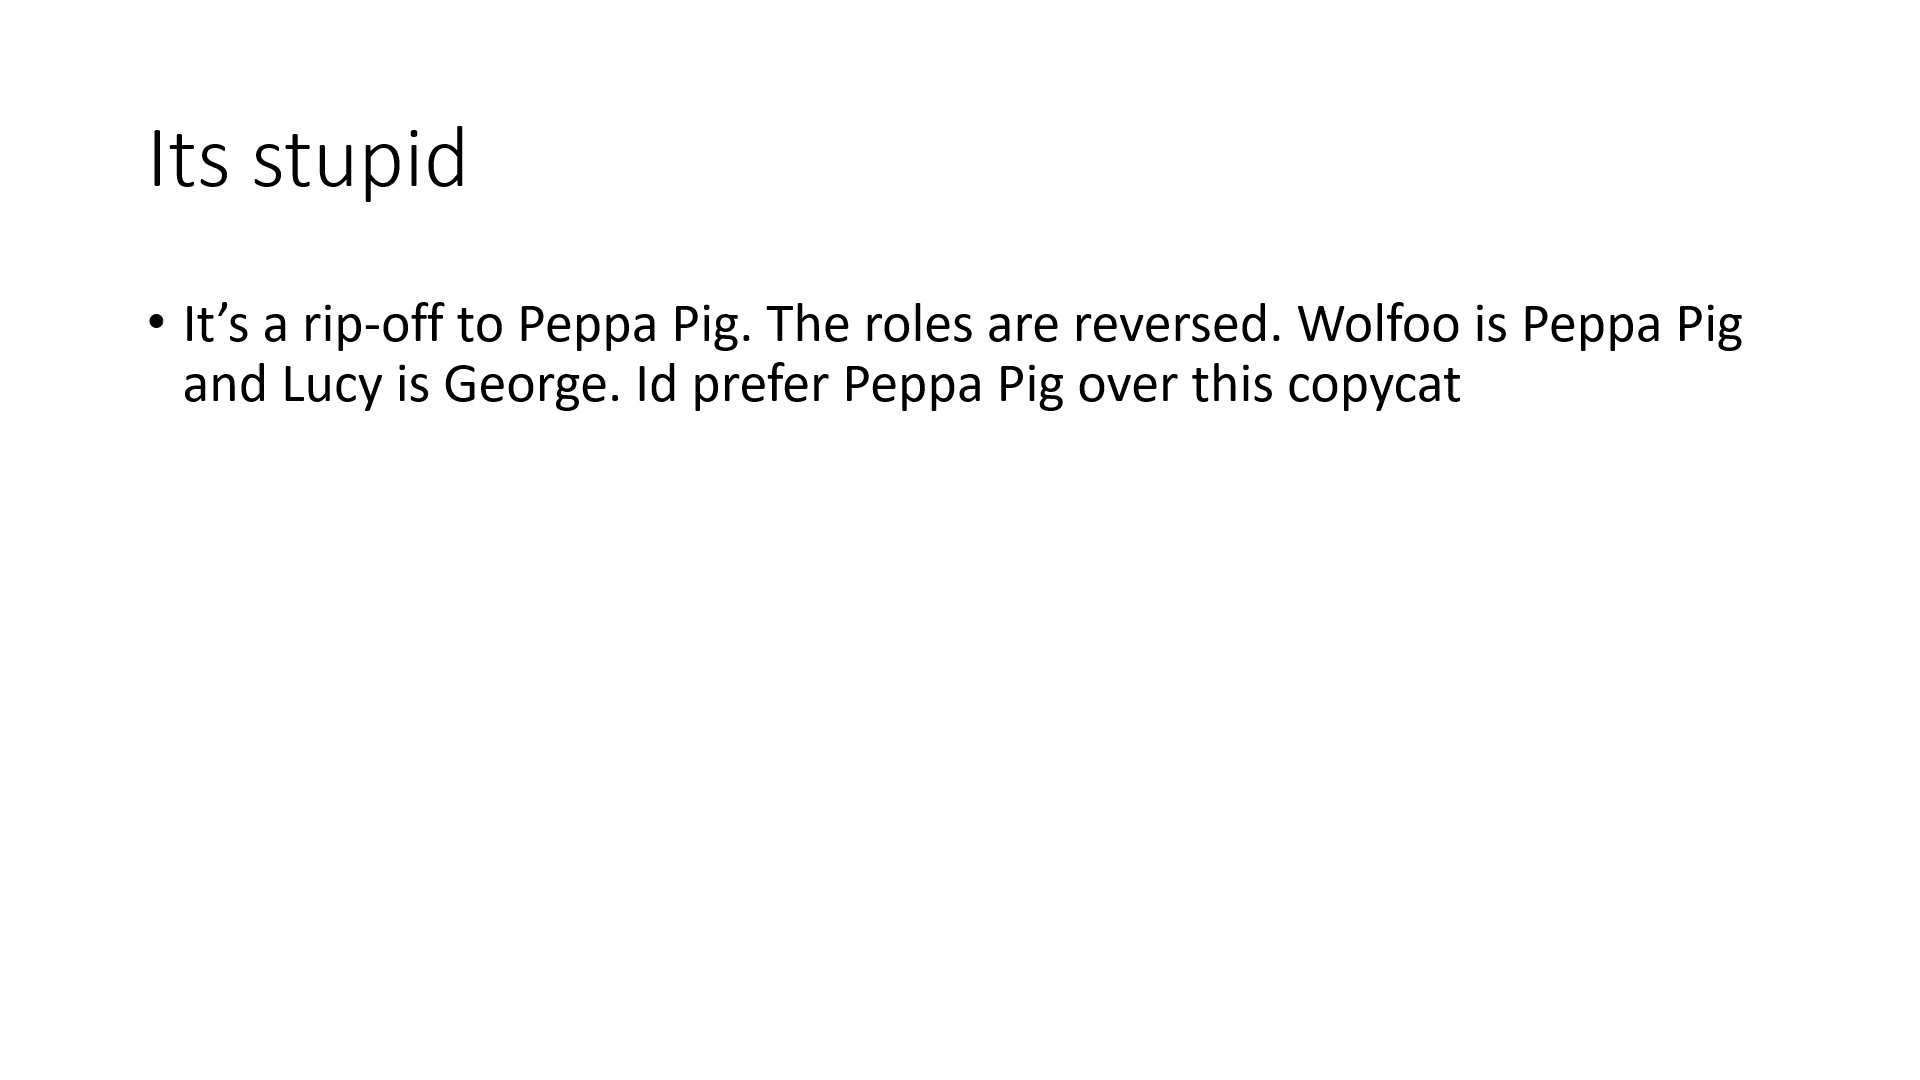 Its stupid
• It’s a rip-off to Peppa Pig. The roles are reversed. Wolfoo is Peppa Pig
and Lucy is George. Id prefer Peppa Pig over this copycat